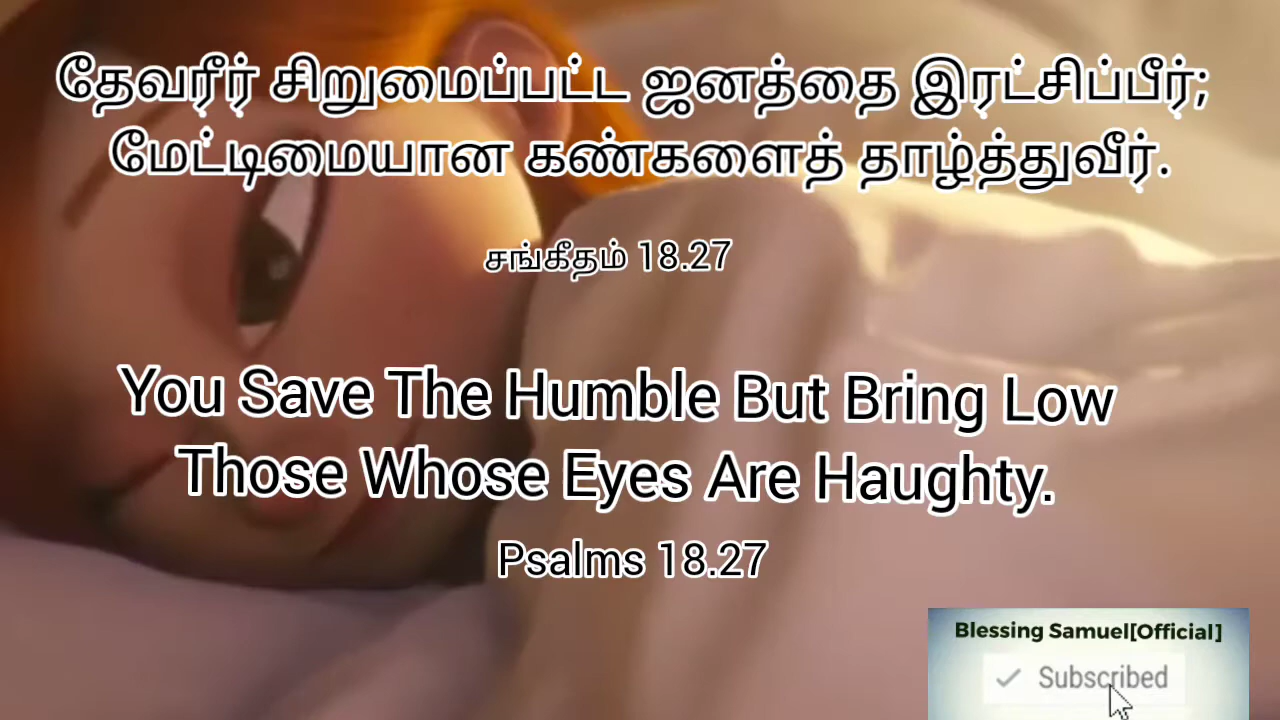 தேவரீர் சிறுமைப்பட்ட ஜனத்தை இரட்சிப்பீர்;
மேட்டிமையான கண்களைத் தாழ்த்துவீர்.
சங்கீதம் 18.27
You Save The Humble But Bring Low
Those Whose Eyes Are Haughty.
Psalms 18.27
Blessing Samuel[Official]
Subscribed